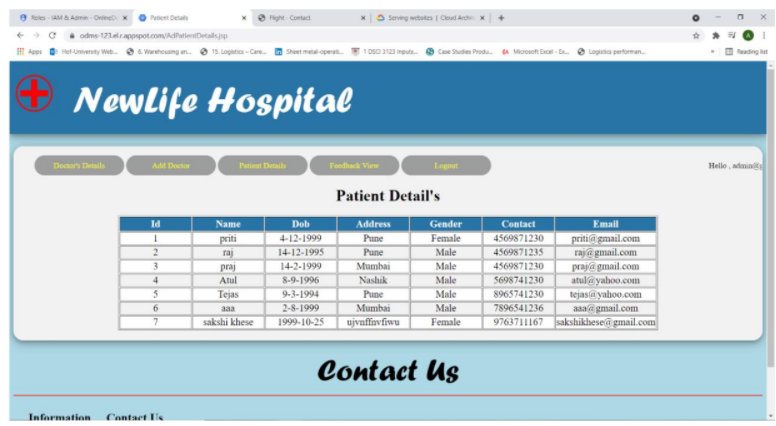 Roles - IAM & Admin - OnlineD
Patient Details
Flight - Contact
Serving websites | Cloud Archit
odms-123.el.r.appspot.com/AdPatientDetails.jsp
Apps
Hof-University Web...
6. Warehousing an...
15. Logistics – Care...
Sheet metal-operati...
1 DSCI 3123 Inputs...
Case Studies Produ...
Microsoft Excel - Ex...
Logistics performan...
Reading list
NewLife Hospital
Doctor's Details
Add Doctor
Patient Details
Feedback View
Logout
Hello , admin@g
Patient Detail's
Id Name Dob Address Gender Contact Email
1 priti 4-12-1999 Pune Female 4569871230 priti@gmail.com
2 raj 14-12-1995 Pune Male 4569871235 raj@gmail.com
3 praj 14-2-1999 Mumbai Male 4569871230 praj@gmail.com
4 Atul 8-9-1996 Nashik Male 5698741230 atul@yahoo.com
5 Tejas 9-3-1994 Pune Male 8965741230 tejas@yahoo.com
6 aaa 2-8-1999 Mumbai Male 7896541236 aaa@gmail.com
7 sakshi khese 1999-10-25 ujvnffnvfiwu Female 9763711167 sakshikhese@gmail.com
Contact Us
Information Contact Us